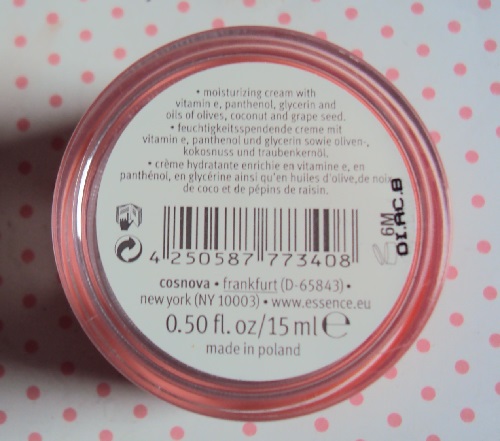 • moisturizing cream with
vitamin e, panthenol, glycerin and
oils of olives, coconut and grape seed.
• feuchtigkeitsspendende creme mit
vitamin e, panthenol und glycerin sowie oliven-,
kokosnuss und traubenkernöl.
• crème hydratante enrichie en vitamine e, en
panthénol, en glycérine ainsi qu'en huiles d'olive,de noix
de coco et de pépins de raisin.
6M
01.AC.B
4 250587 773408
cosnova • frankfurt (D-65843) •
new york (NY 10003) • www.essence.eu
0.50 fl. oz/15 ml e
made in poland